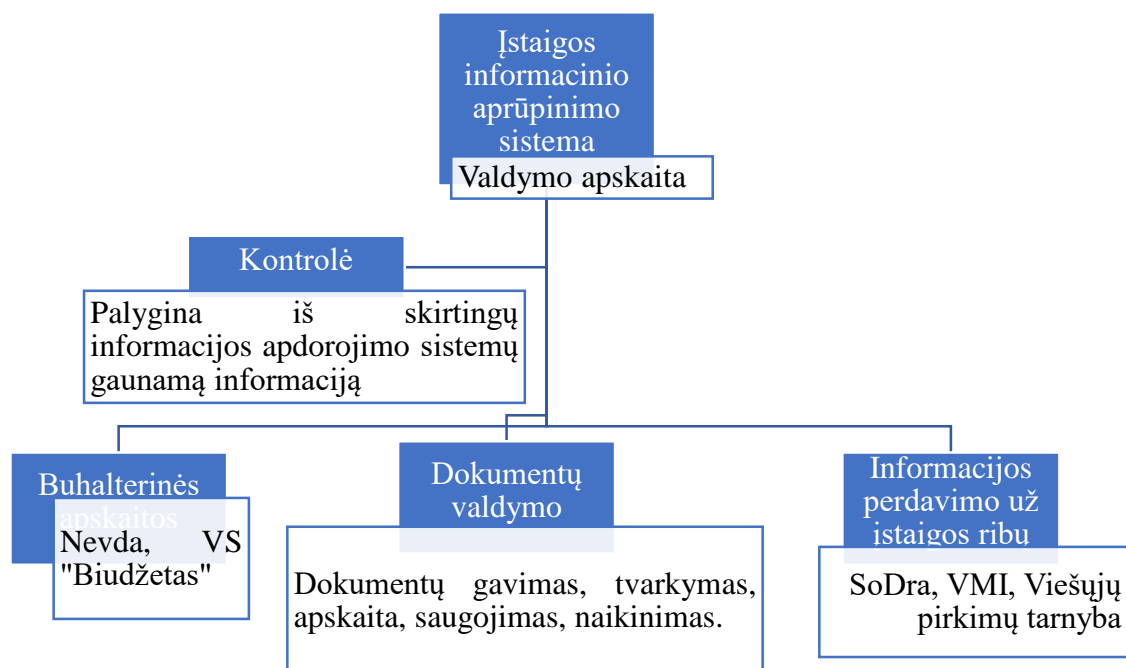 Įstaigos
informacinio
aprūpinimo
sistema
Valdymo apskaita
Kontrolė
Palygina iš skirtingų
informacijos apdorojimo sistemų
gaunamą informaciją
Buhalterinės
apskaitos
Nevda, VS
"Biudžetas"
Dokumentų
valdymo
Dokumentų gavimas, tvarkymas,
apskaita, saugojimas, naikinimas.
Informacijos
perdavimo už
įstaigos ribų
SoDra, VMI, Viešųjų
pirkimų tarnyba